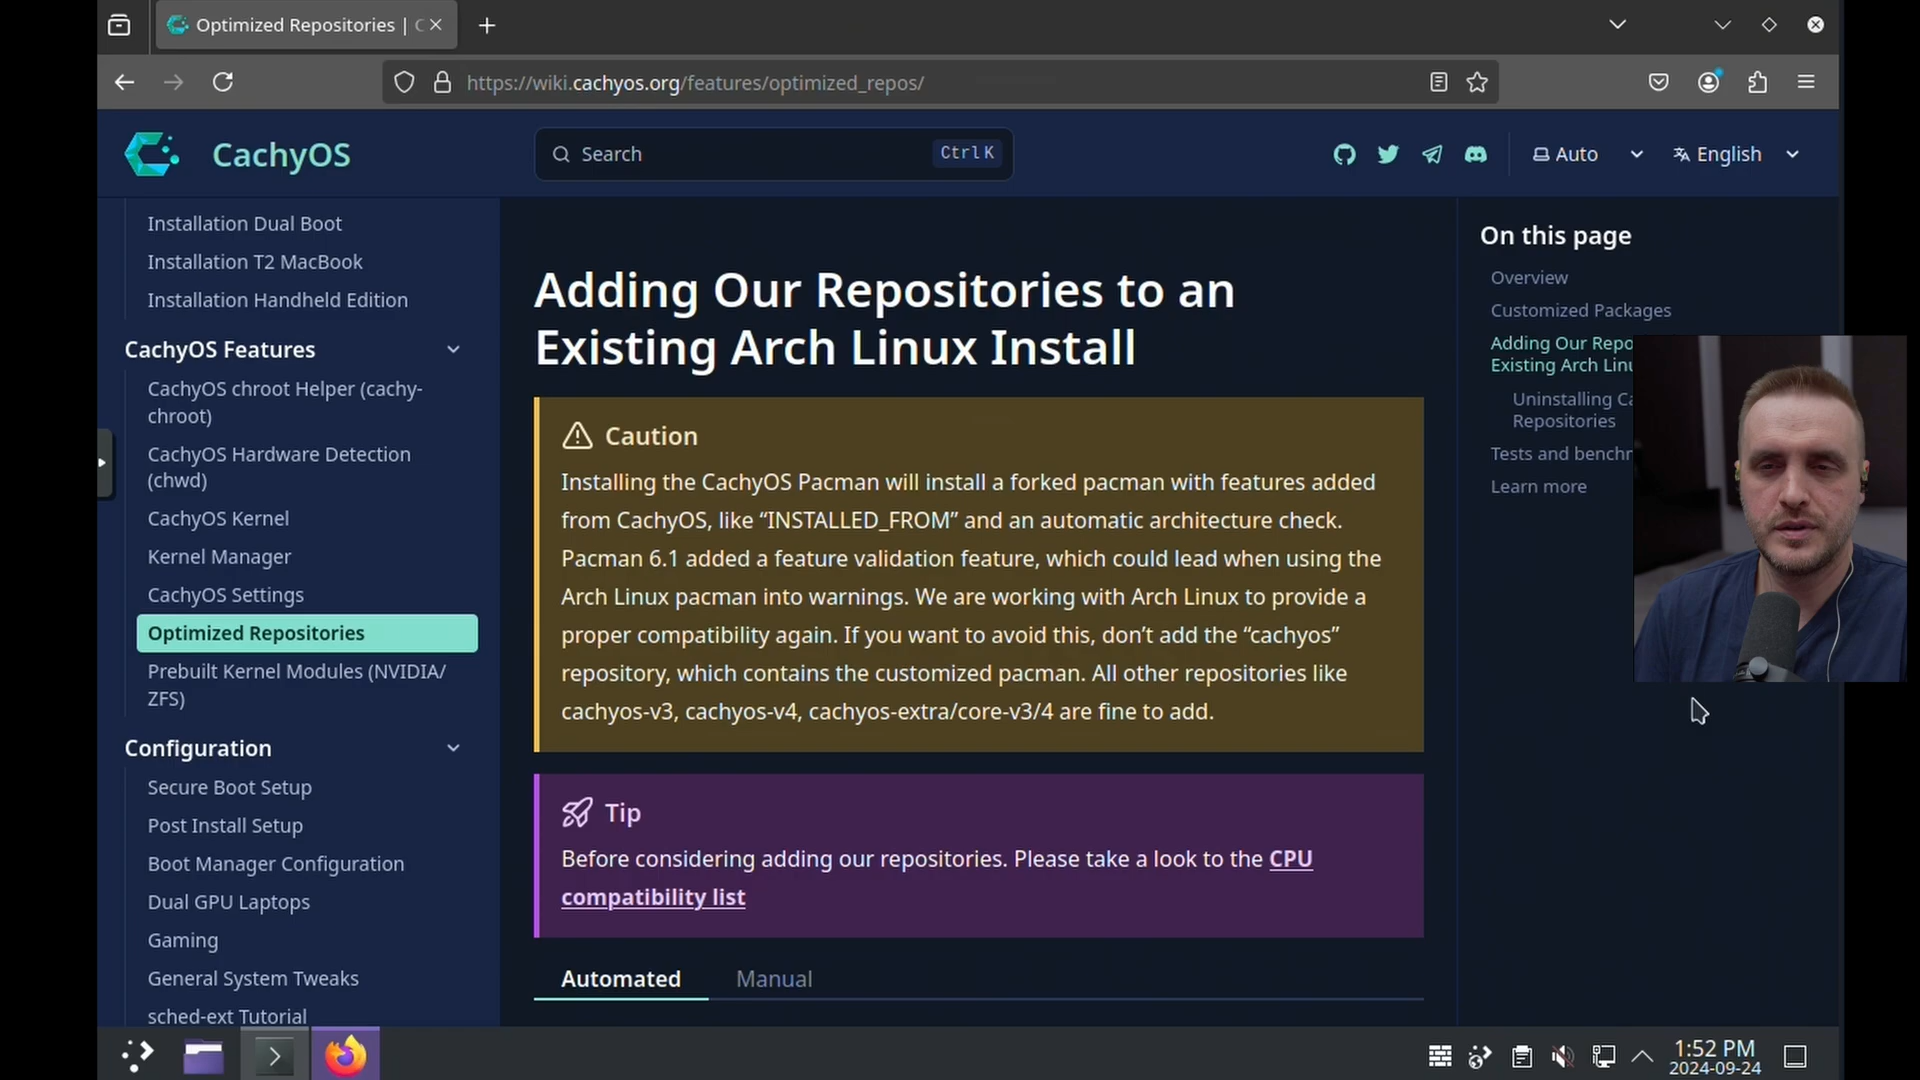 Optimized Repositories | C
https://wiki.cachyos.org/features/optimized_repos/
CachyOS
Search
Ctrl K
Auto
English
Installation Dual Boot
Installation T2 MacBook
Installation Handheld Edition
CachyOS Features
CachyOS chroot Helper (cachy-
chroot)
CachyOS Hardware Detection
(chwd)
CachyOS Kernel
Kernel Manager
CachyOS Settings
Optimized Repositories
Prebuilt Kernel Modules (NVIDIA/
ZFS)
Configuration
Secure Boot Setup
Post Install Setup
Boot Manager Configuration
Dual GPU Laptops
Gaming
General System Tweaks
sched-ext Tutorial
Adding Our Repositories to an
Existing Arch Linux Install
Caution
Installing the CachyOS Pacman will install a forked pacman with features added
from CachyOS, like “INSTALLED_FROM” and an automatic architecture check.
Pacman 6.1 added a feature validation feature, which could lead when using the
Arch Linux pacman into warnings. We are working with Arch Linux to provide a
proper compatibility again. If you want to avoid this, don’t add the “cachyos”
repository, which contains the customized pacman. All other repositories like
cachyos-v3, cachyos-v4, cachyos-extra/core-v3/4 are fine to add.
Tip
Before considering adding our repositories. Please take a look to the CPU
compatibility list
Automated
Manual
On this page
Overview
Customized Packages
Adding Our Repo
Existing Arch Linu
Uninstalling Ca
Repositories
Tests and benchm
Learn more
1:52 PM
2024-09-24